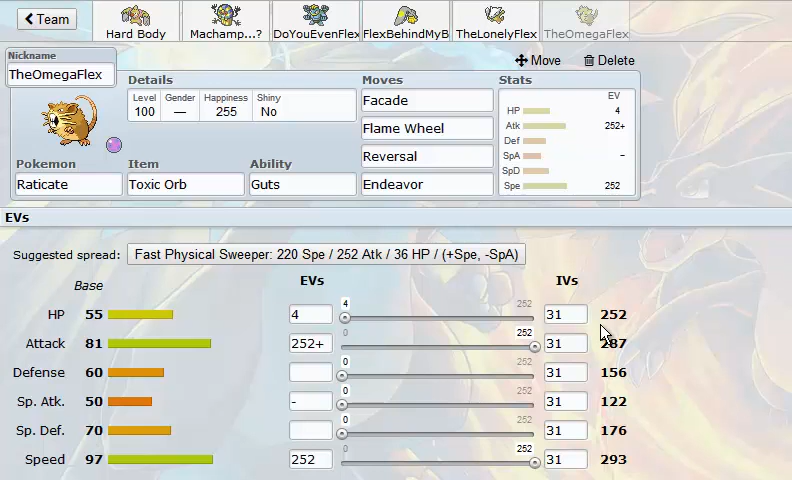 Team
Hard Body
Machamp...?
DoYouEvenFlex
FlexBehindMyB
TheLonelyFlex
TheOmegaFlex
Nickname
TheOmegaFlex
Move
Delete
Details
Moves
Stats
Level Gender Happiness Shiny
100 — 255 No
Facade
Flame Wheel
Reversal
Endeavor
EV
HP 4
Atk 252+
Def
SpA –
SpD
Spe 252
Pokemon Item Ability
Raticate Toxic Orb Guts
EVs
Suggested spread: Fast Physical Sweeper: 220 Spe / 252 Atk / 36 HP / (+Spe, -SpA)
Base EVs IVs
HP 55 4 4 252 31 252
Attack 81 252+ 0 252 31 287
Defense 60 0 252 31 156
Sp. Atk. 50 - 0 252 31 122
Sp. Def. 70 0 252 31 176
Speed 97 252 0 252 31 293